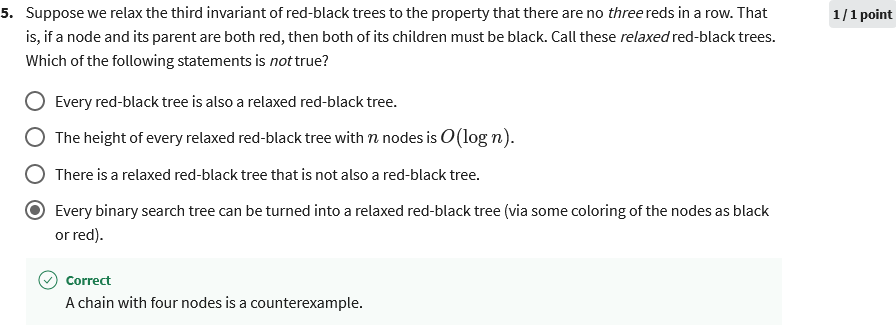 5. Suppose we relax the third invariant of red-black trees to the property that there are no three reds in a row. That
1 / 1 point
is, if a node and its parent are both red, then both of its children must be black. Call these relaxed red-black trees.
Which of the following statements is not true?
Every red-black tree is also a relaxed red-black tree.
The height of every relaxed red-black tree with n nodes is O(log n).
There is a relaxed red-black tree that is not also a red-black tree.
Every binary search tree can be turned into a relaxed red-black tree (via some coloring of the nodes as black
or red).
Correct
A chain with four nodes is a counterexample.